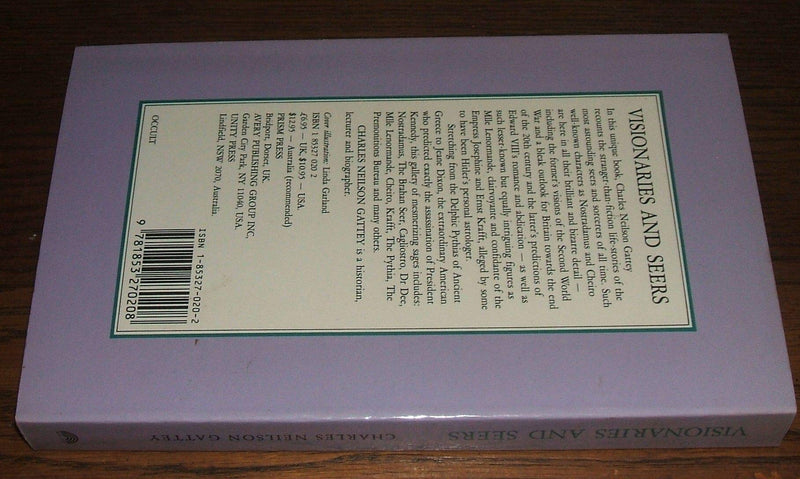 VISIONARIES AND SEERS
In this unique book, Charles Neilson Gattey
recounts the stranger-than-fiction life-stories of the
most astounding seers and sorcerers of all time. Such
well-known characters as Nostradamus and Cheiro
are here in all their brilliant and bizarre detail —
including the former's visions of the Second World
War and a bleak outlook for Britain towards the end
of the 20th century and the latter's predictions of
Edward VIII's romance and abdication — as well as
such lesser known but equally intriguing figures as
Mlle Lenormande, clairvoyante and confidante of the
Empress Josephine and Ernst Krafft, alleged by some
to have been Hitler's personal astrologer.
Stretching from the Delphic Pythias of Ancient
Greece to Jeane Dixon, the extraordinary American
who predicted exactly the assassination of President
Kennedy, this gallery of mesmerizing sages includes:
Nostradamus, The Brahan Seer, Cagliostro, Dr Dee,
Mlle Lenormande, Cheiro, Krafft, The Pythia, The
Premonitions Bureau and many others.
CHARLES NEILSON GATTEY is a historian,
lecturer and biographer.
Cover illustration: Linda Garland
ISBN 1 85327 020 2
£6.95 — UK, $10.95 — USA.
$12.95 — Australia (recommended)
PRISM PRESS
Bridport, Dorset, UK.
AVERY PUBLISHING GROUP INC,
Garden City Park, NY 11040, USA.
UNITY PRESS
Lindfield, NSW 2070, Australia.
OCCULT
ISBN 1-85327-020-2
9 781853 270208
VISIONARIES AND SEERS
CHARLES NEILSON GATTEY